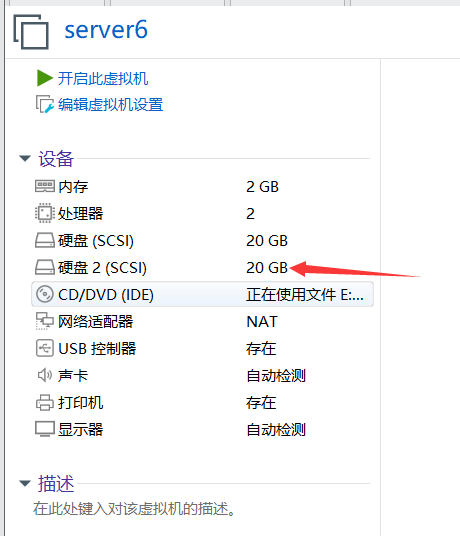 server6
开启此虚拟机
编辑虚拟机设置
设备
内存 2 GB
处理器 2
硬盘 (SCSI) 20 GB
硬盘 2 (SCSI) 20 GB
CD/DVD (IDE) 正在使用文件 E:...
网络适配器 NAT
USB 控制器 存在
声卡 自动检测
打印机 存在
显示器 自动检测
描述
在此处键入对该虚拟机的描述。